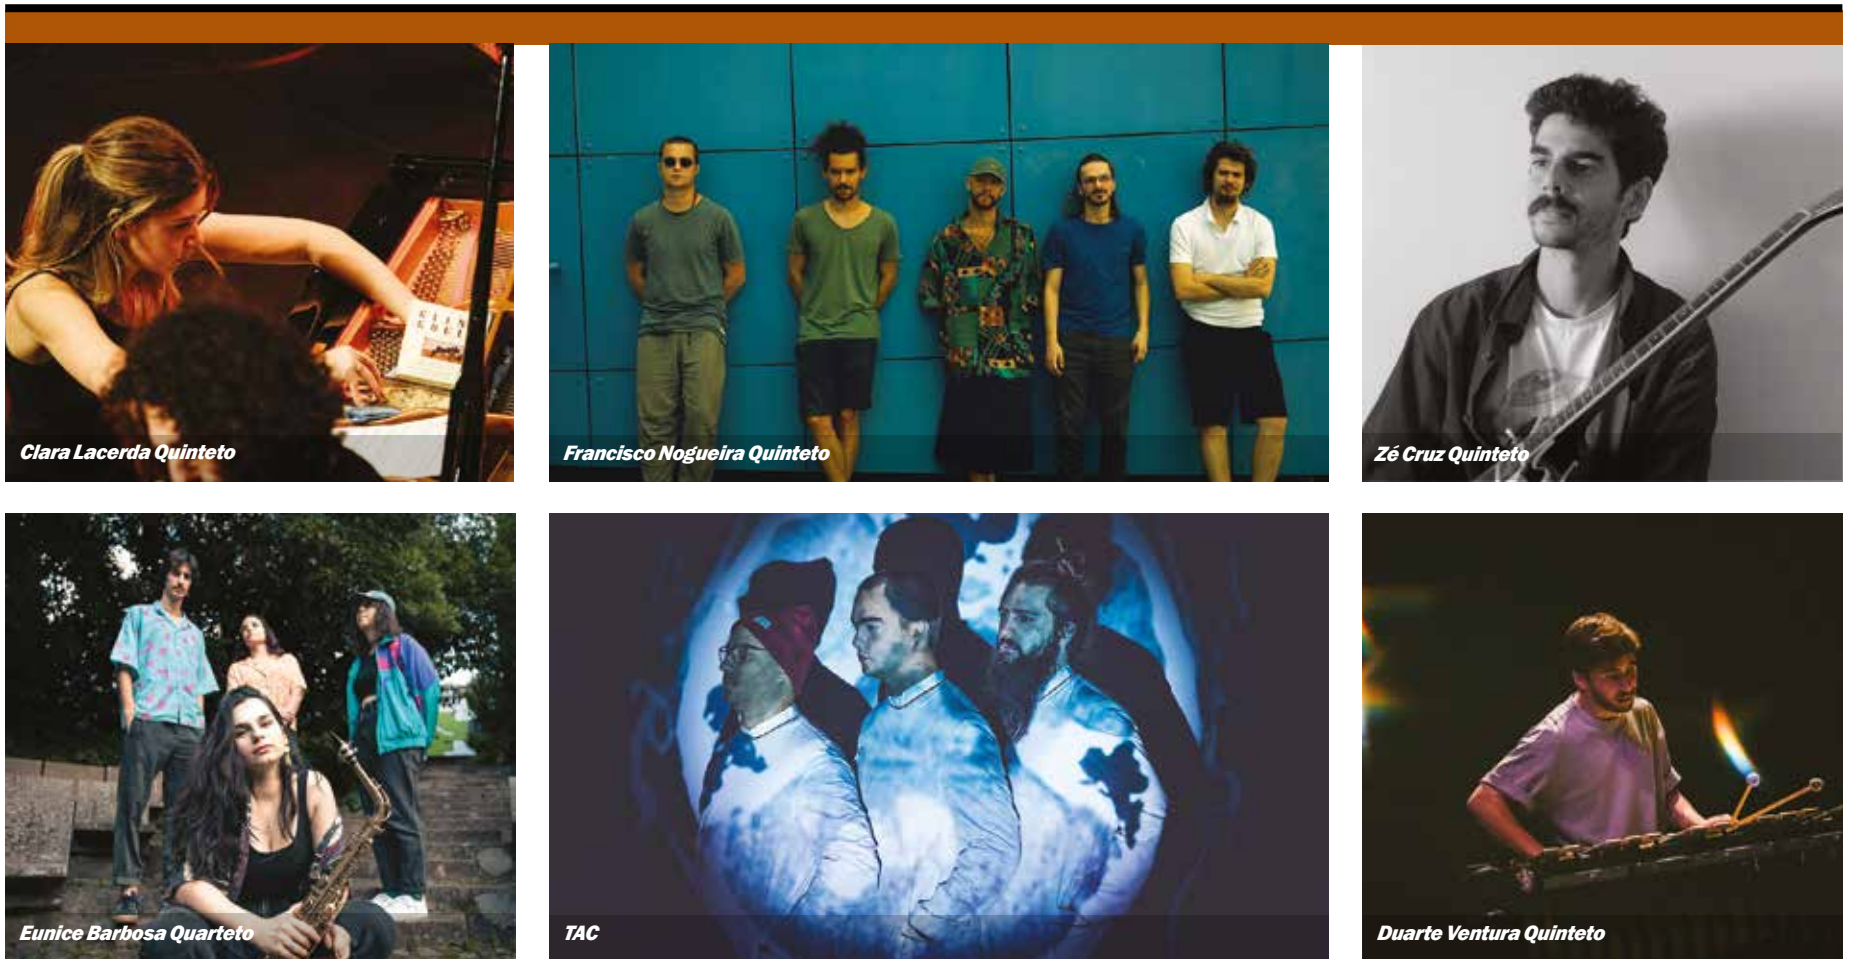 Clara Lacerda Quinteto
Francisco Nogueira Quinteto
Zé Cruz Quinteto
Eunice Barbosa Quarteto
TAC
Duarte Ventura Quinteto